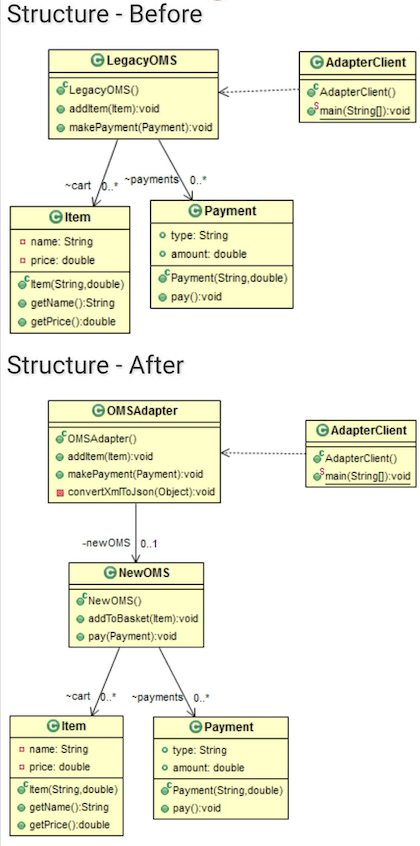 Structure - Before
LegacyOMS
LegacyOMS()
addItem(Item):void
makePayment(Payment):void
AdapterClient
AdapterClient()
main(String[]):void
~cart 0..*
~payments 0..*
Item
name: String
price: double
Item(String,double)
getName():String
getPrice():double
Payment
type: String
amount: double
Payment(String,double)
pay():void
Structure - After
OMSAdapter
OMSAdapter()
addItem(Item):void
makePayment(Payment):void
convertXmlToJson(Object):void
AdapterClient
AdapterClient()
main(String[]):void
-newOMS 0..1
NewOMS
NewOMS()
addToBasket(Item):void
pay(Payment):void
~cart 0..*
~payments 0..*
Item
name: String
price: double
Item(String,double)
getName():String
getPrice():double
Payment
type: String
amount: double
Payment(String,double)
pay():void